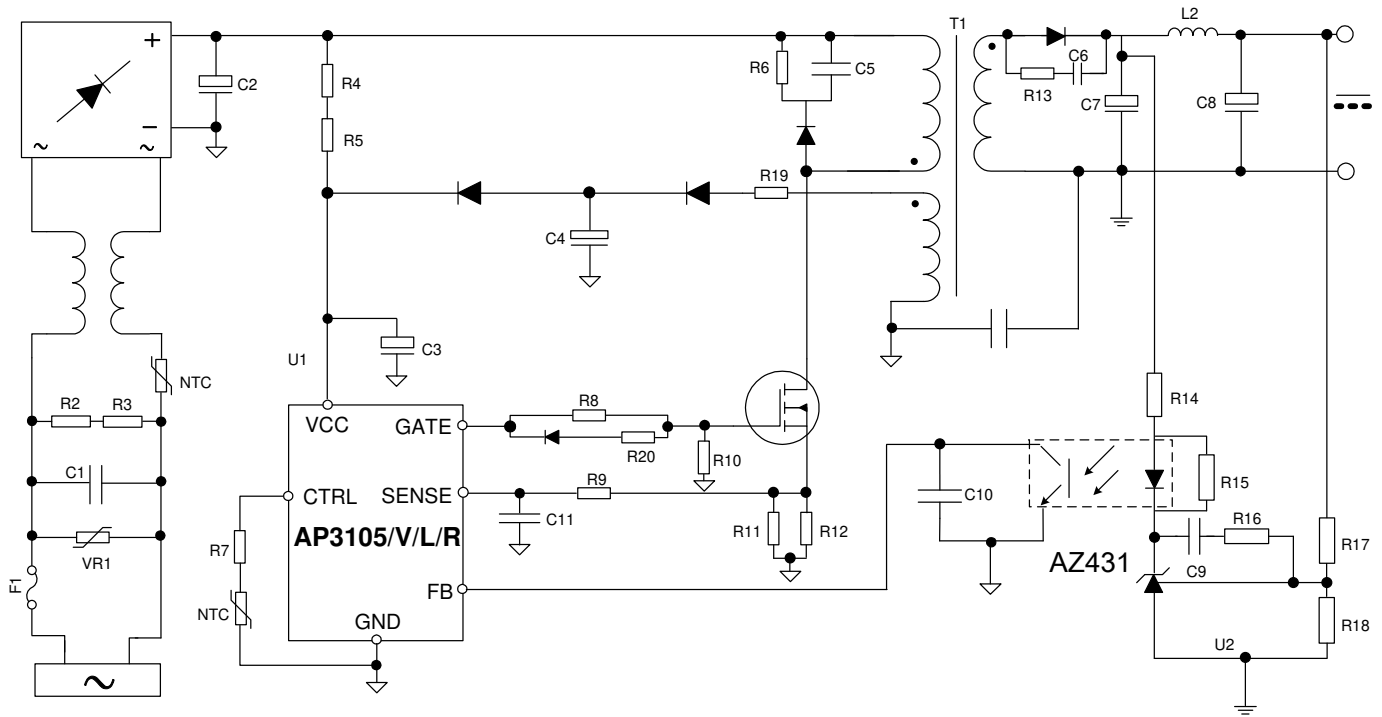 T1
L2
+
R6
C5
C6
R4
C2
R13
C7
C8
−
R5
~
~
R19
C4
C3
U1
NTC
R14
R2
R3
VCC
GATE
R8
R20
R10
C1
CTRL
SENSE
R9
C10
R15
C11
R11
R12
R16
AP3105/V/L/R
R7
R17
VR1
AZ431
C9
F1
FB
NTC
GND
R18
U2
~